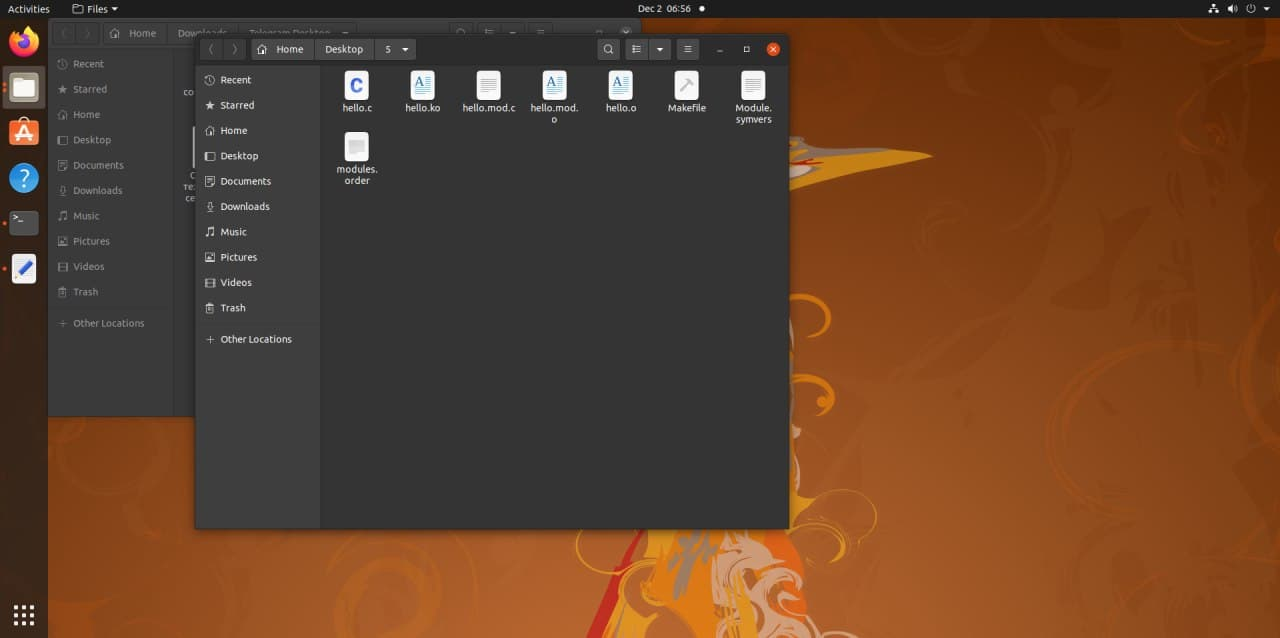 Activities
Files
Dec 2 06:56
Home
Downloads
Telegram Desktop
Recent
Starred
Home
Desktop
Documents
Downloads
Music
Pictures
Videos
Trash
+ Other Locations
Home
Desktop
5
Recent
Starred
Home
Desktop
Documents
Downloads
Music
Pictures
Videos
Trash
+ Other Locations
hello.c
hello.ko
hello.mod.c
hello.mod.
o
hello.o
Makefile
Module.
symvers
modules.
order